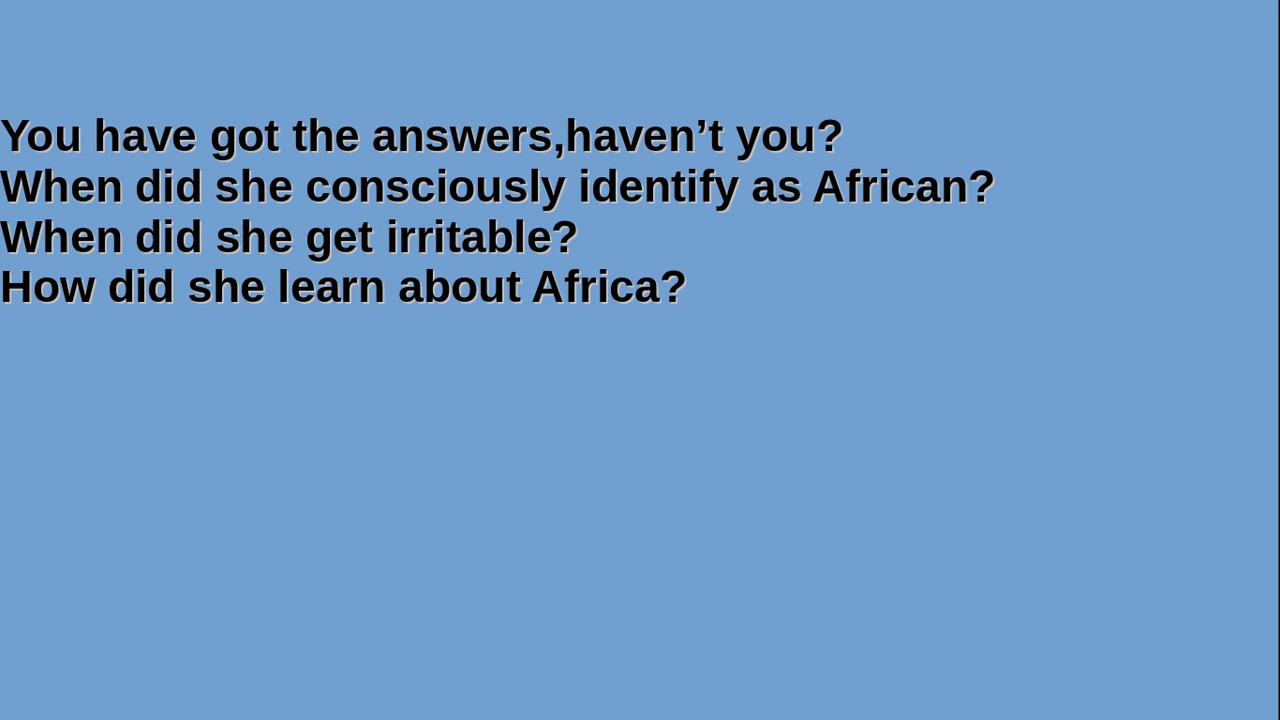 You have got the answers,haven’t you?
When did she consciously identify as African?
When did she get irritable?
How did she learn about Africa?